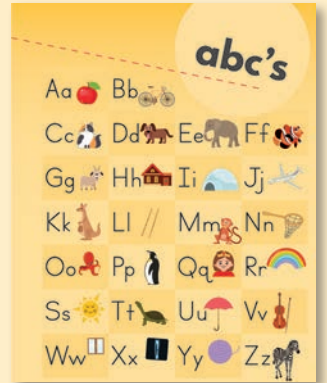 abc's
Aa Bb
Cc Dd Ee Ff
Gg Hh Ii Jj
Kk Ll Mm Nn
Oo Pp Qq Rr
Ss Tt Uu Vv
Ww Xx Yy Zz